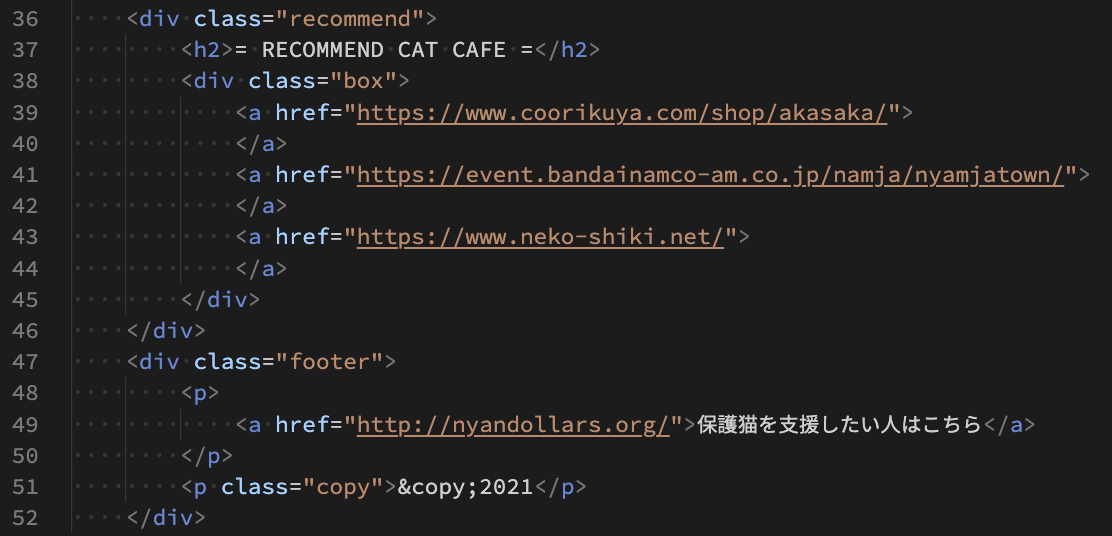 36     <div class="recommend">
37         <h2>= RECOMMEND CAT CAFE =</h2>
38         <div class="box">
39             <a href="https://www.coorikuya.com/shop/akasaka/">
40             </a>
41             <a href="https://event.bandainamco-am.co.jp/namja/nyamjatown/">
42             </a>
43             <a href="https://www.neko-shiki.net/">
44             </a>
45         </div>
46     </div>
47     <div class="footer">
48         <p>
49             <a href="http://nyandollars.org/">保護猫を支援したい人はこちら</a>
50         </p>
51         <p class="copy">&copy;2021</p>
52     </div>